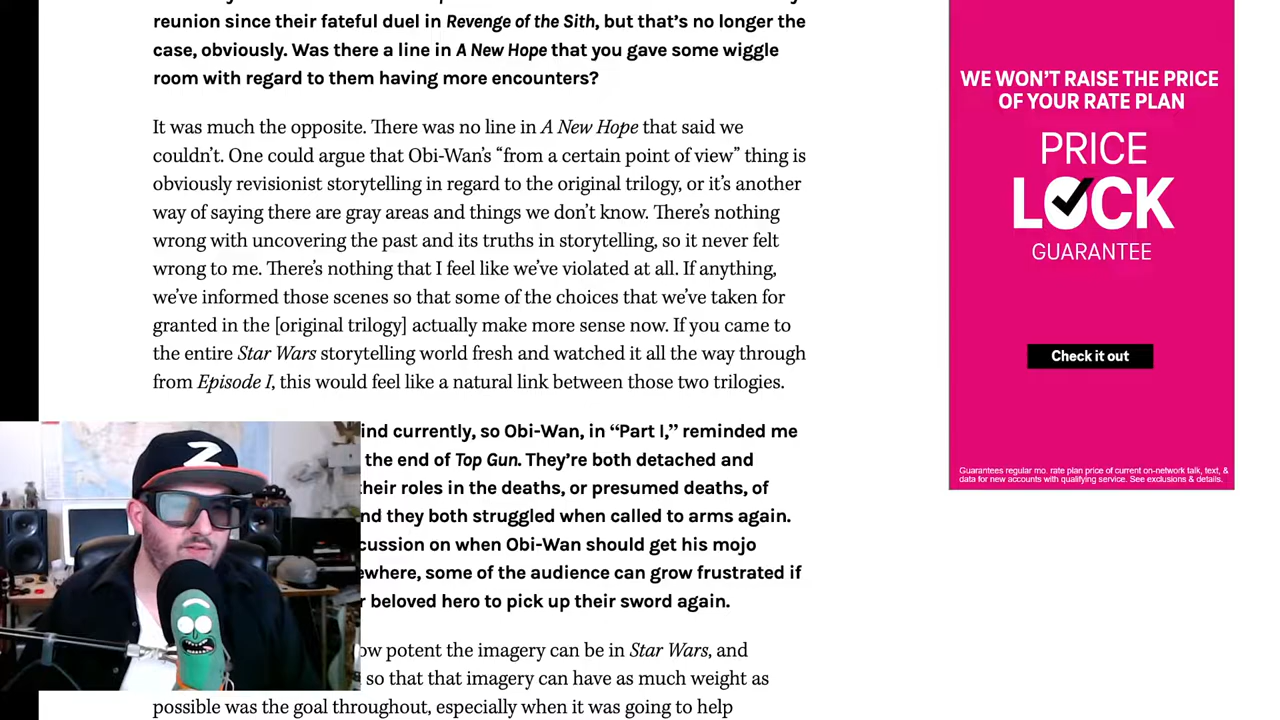 reunion since their fateful duel in Revenge of the Sith, but that's no longer the
case, obviously. Was there a line in A New Hope that you gave some wiggle
room with regard to them having more encounters?
It was much the opposite. There was no line in A New Hope that said we
couldn't. One could argue that Obi-Wan's “from a certain point of view” thing is
obviously revisionist storytelling in regard to the original trilogy, or it's another
way of saying there are gray areas and things we don't know. There's nothing
wrong with uncovering the past and its truths in storytelling, so it never felt
wrong to me. There's nothing that I feel like we've violated at all. If anything,
we've informed those scenes so that some of the choices that we've taken for
granted in the [original trilogy] actually make more sense now. If you came to
the entire Star Wars storytelling world fresh and watched it all the way through
from Episode I, this would feel like a natural link between those two trilogies.
ind currently, so Obi-Wan, in “Part I,” reminded me
the end of Top Gun. They're both detached and
heir roles in the deaths, or presumed deaths, of
nd they both struggled when called to arms again.
cussion on when Obi-Wan should get his mojo
ewhere, some of the audience can grow frustrated if
r beloved hero to pick up their sword again.
ow potent the imagery can be in Star Wars, and
so that that imagery can have as much weight as
possible was the goal throughout, especially when it was going to help
WE WON'T RAISE THE PRICE
OF YOUR RATE PLAN
PRICE
LOCK
GUARANTEE
Check it out
Guarantees regular mo. rate plan price of current on-network talk, text, &
data for new accounts with qualifying service. See exclusions & details.
Z